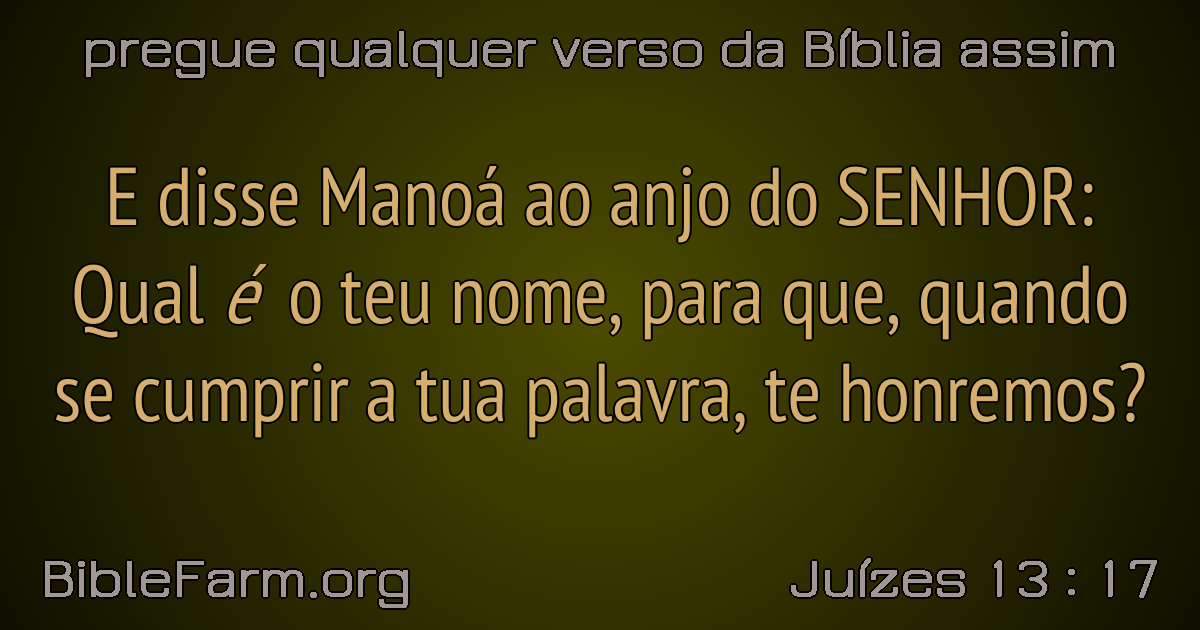 pregue qualquer verso da Bíblia assim
E disse Manoá ao anjo do SENHOR:
Qual é o teu nome, para que, quando
se cumprir a tua palavra, te honremos?
BibleFarm.org
Juízes 13 : 17